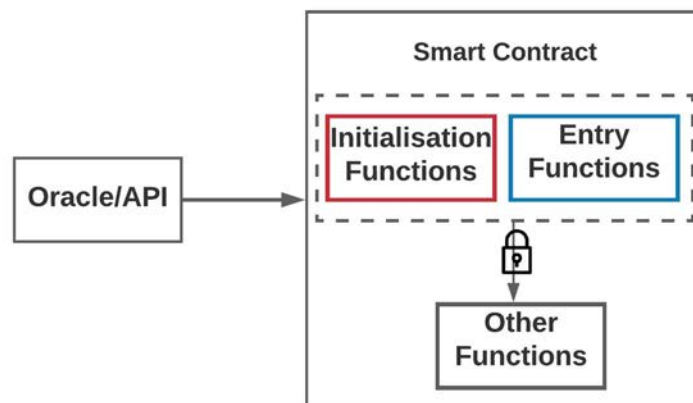 Smart Contract
Initialisation
Functions
Entry
Functions
Oracle/API
Other
Functions